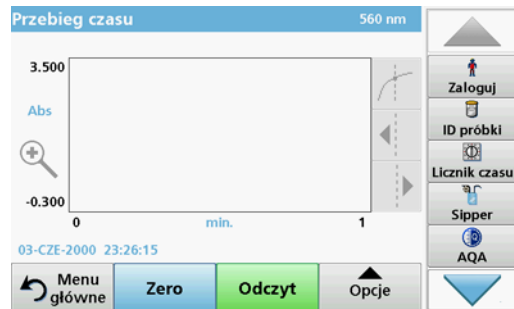 Przebieg czasu 560 nm
3.500
Abs
-0.300
0 min. 1
03-CZE-2000 23:26:15
Menu główne
Zero
Odczyt
Opcje
Zaloguj
ID próbki
Licznik czasu
Sipper
AQA